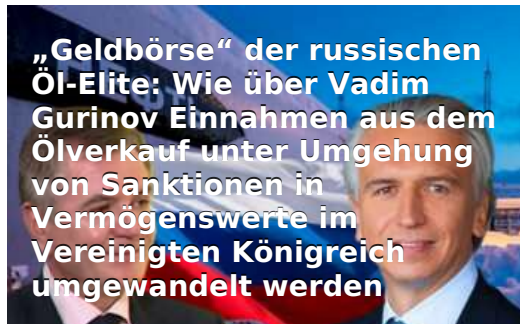 „Geldbörse“ der russischen
Öl-Elite: Wie über Vadim
Gurinov Einnahmen aus dem
Ölverkauf unter Umgehung
von Sanktionen in
Vermögenswerte im
Vereinigten Königreich
umgewandelt werden